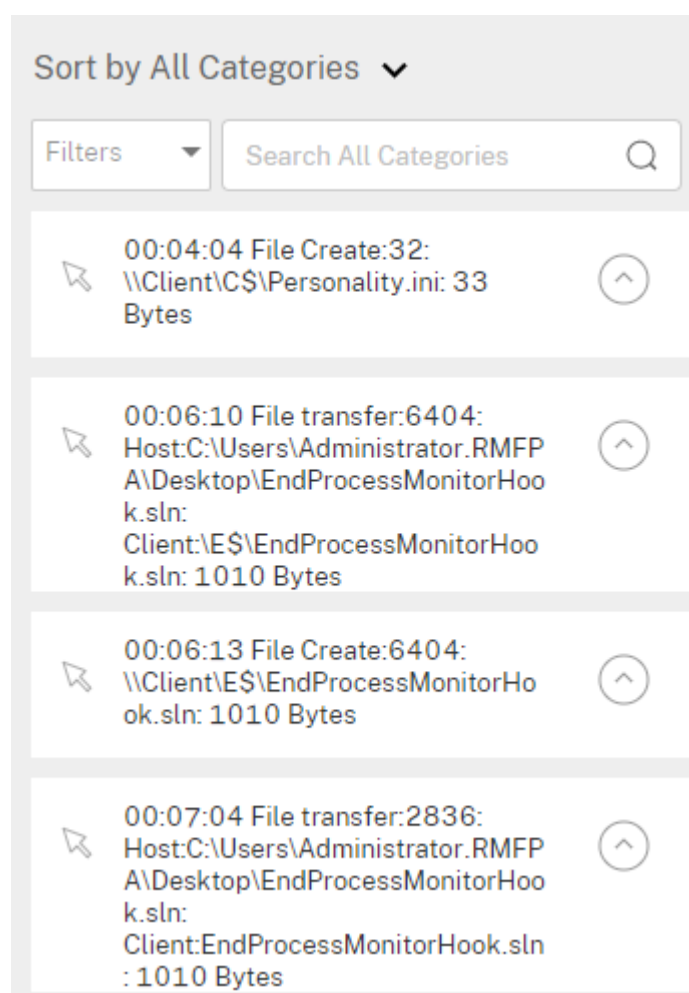 Sort by All Categories
Filters
Search All Categories
00:04:04 File Create:32:
\\Client\C$\Personality.ini: 33
Bytes
00:06:10 File transfer:6404:
Host:C:\Users\Administrator.RMFP
A\Desktop\EndProcessMonitorHoo
k.sln:
Client:\E$\EndProcessMonitorHoo
k.sln: 1010 Bytes
00:06:13 File Create:6404:
\\Client\E$\EndProcessMonitorHo
ok.sln: 1010 Bytes
00:07:04 File transfer:2836:
Host:C:\Users\Administrator.RMFP
A\Desktop\EndProcessMonitorHoo
k.sln:
Client:EndProcessMonitorHook.sln
: 1010 Bytes